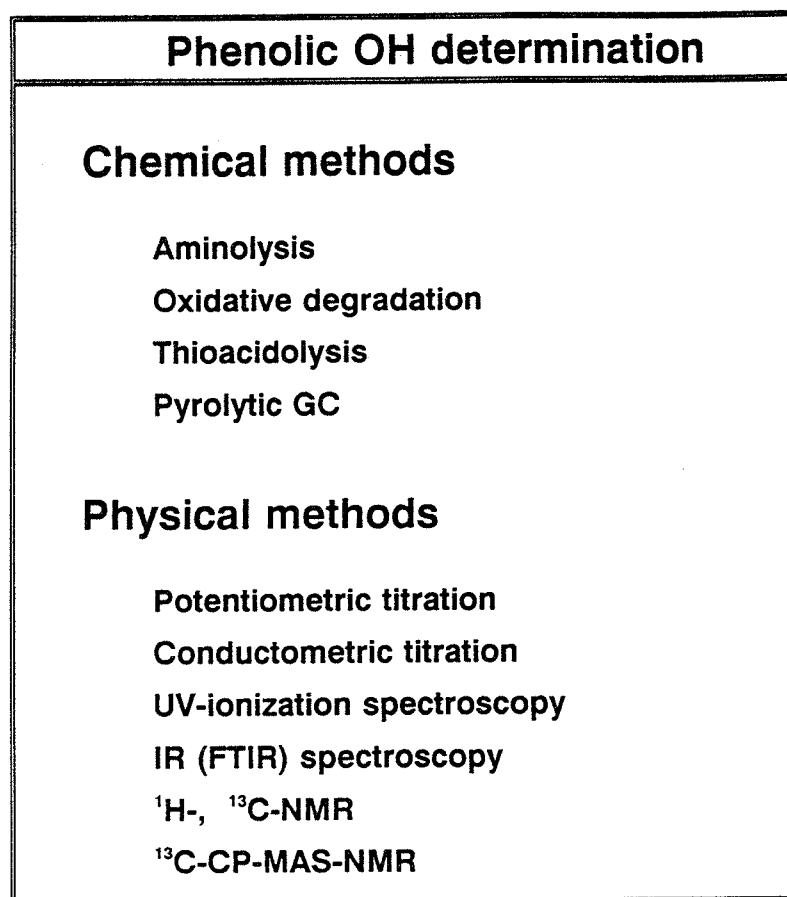 Phenolic OH determination
Chemical methods
Aminolysis
Oxidative degradation
Thioacidolysis
Pyrolytic GC
Physical methods
Potentiometric titration
Conductometric titration
UV-ionization spectroscopy
IR (FTIR) spectroscopy
¹H-, ¹³C-NMR
¹³C-CP-MAS-NMR